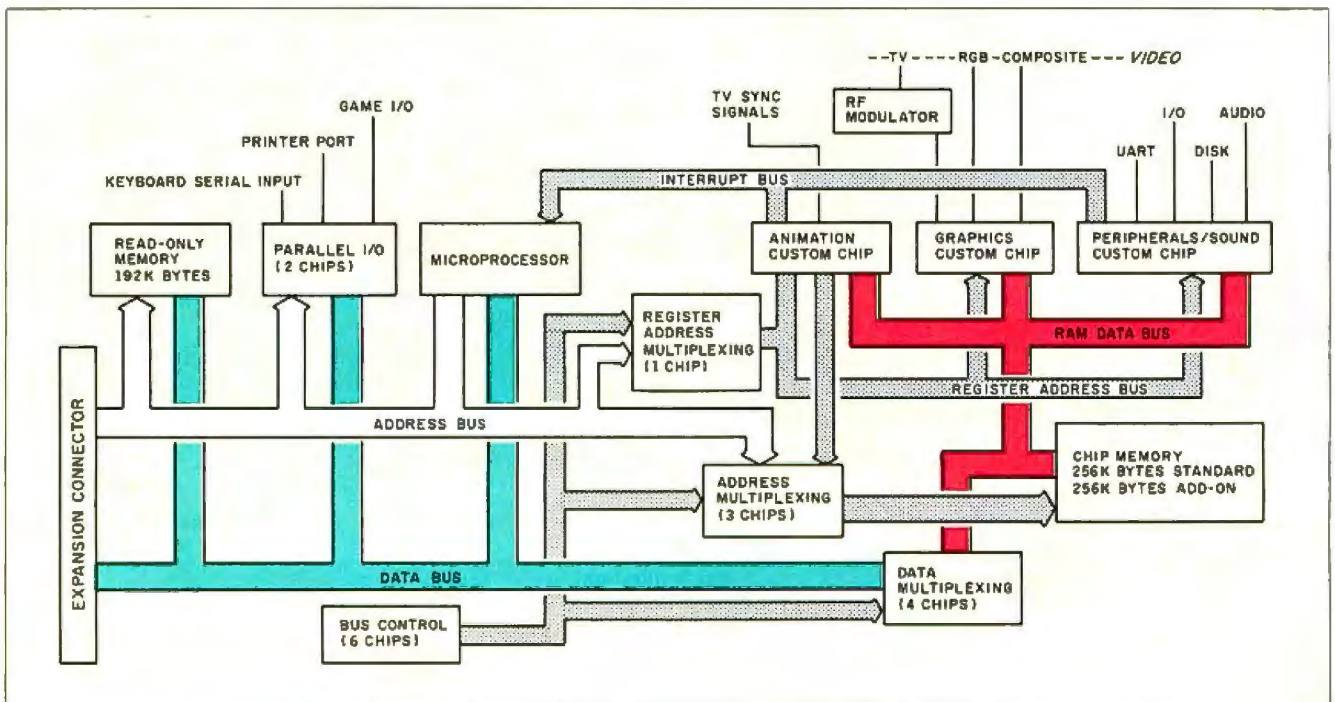 --TV-----RGB-COMPOSITE---VIDEO
TV SYNC
SIGNALS
RF
MODULATOR
GAME I/O
PRINTER PORT
KEYBOARD SERIAL INPUT
I/O
AUDIO
UART
DISK
INTERRUPT BUS
READ-ONLY
MEMORY
192K BYTES
PARALLEL I/O
(2 CHIPS)
MICROPROCESSOR
ANIMATION
CUSTOM CHIP
GRAPHICS
CUSTOM CHIP
PERIPHERALS/SOUND
CUSTOM CHIP
REGISTER
ADDRESS
MULTIPLEXING
(1 CHIP)
RAM DATA BUS
REGISTER ADDRESS BUS
EXPANSION CONNECTOR
ADDRESS BUS
ADDRESS
MULTIPLEXING
(3 CHIPS)
CHIP MEMORY
256K BYTES STANDARD
256K BYTES ADD-ON
DATA BUS
DATA
MULTIPLEXING
(4 CHIPS)
BUS CONTROL
(6 CHIPS)